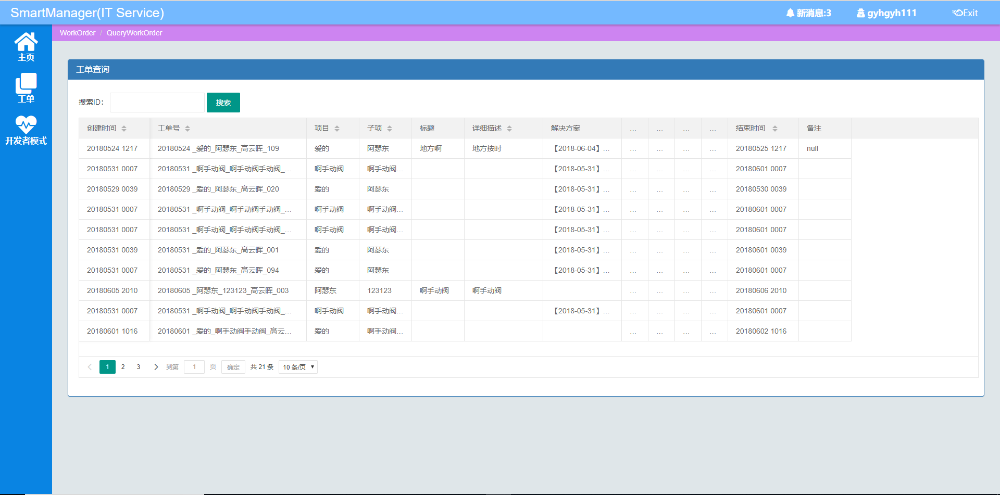 SmartManager(IT Service)
新消息:3
gyhgyh111
Exit
WorkOrder / QueryWorkOrder
主页
工单
开发者模式
工单查询
搜索ID：
搜索
创建时间 工单号 项目 子项 标题 详细描述 解决方案 ... ... ... ... 结束时间 备注
20180524 1217 20180524 _爱的_阿瑟东_高云晖_109 爱的 阿瑟东 地方啊 地方按时 【2018-06-04】... ... ... ... ... 20180525 1217 null
20180531 0007 20180531 _啊手动阀_啊手动阀手动阀_... 啊手动阀 啊手动阀... 【2018-05-31】... ... ... ... ... 20180601 0007
20180529 0039 20180529 _爱的_阿瑟东_高云晖_020 爱的 阿瑟东 【2018-05-31】... ... ... ... ... 20180530 0039
20180531 0007 20180531 _啊手动阀_啊手动阀手动阀_... 啊手动阀 啊手动阀... 【2018-05-31】... ... ... ... ... 20180601 0007
20180531 0007 20180531 _啊手动阀_啊手动阀手动阀_... 啊手动阀 啊手动阀... 【2018-05-31】... ... ... ... ... 20180601 0007
20180531 0039 20180531 _爱的_阿瑟东_高云晖_001 爱的 阿瑟东 【2018-05-31】... ... ... ... ... 20180601 0039
20180531 0007 20180531 _爱的_阿瑟东_高云晖_094 爱的 阿瑟东 【2018-05-31】... ... ... ... ... 20180601 0007
20180605 2010 20180605 _阿瑟东_123123_高云晖_003 阿瑟东 123123 啊手动阀 啊手动阀 ... ... ... ... 20180606 2010
20180531 0007 20180531 _啊手动阀_啊手动阀手动阀_... 啊手动阀 啊手动阀... 【2018-05-31】... ... ... ... ... 20180601 0007
20180601 1016 20180601 _爱的_啊手动阀手动阀_高云... 爱的 啊手动阀... ... ... ... ... 20180602 1016
1 2 3 到第 1 页 确定 共 21 条 10 条/页